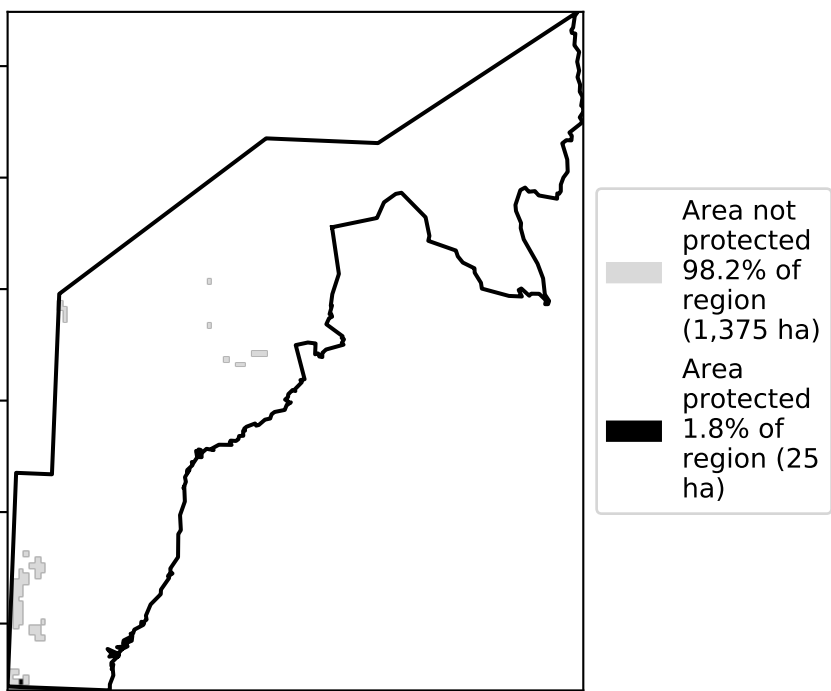 Area not
protected
98.2% of
region
(1,375 ha)
Area
protected
1.8% of
region (25
ha)